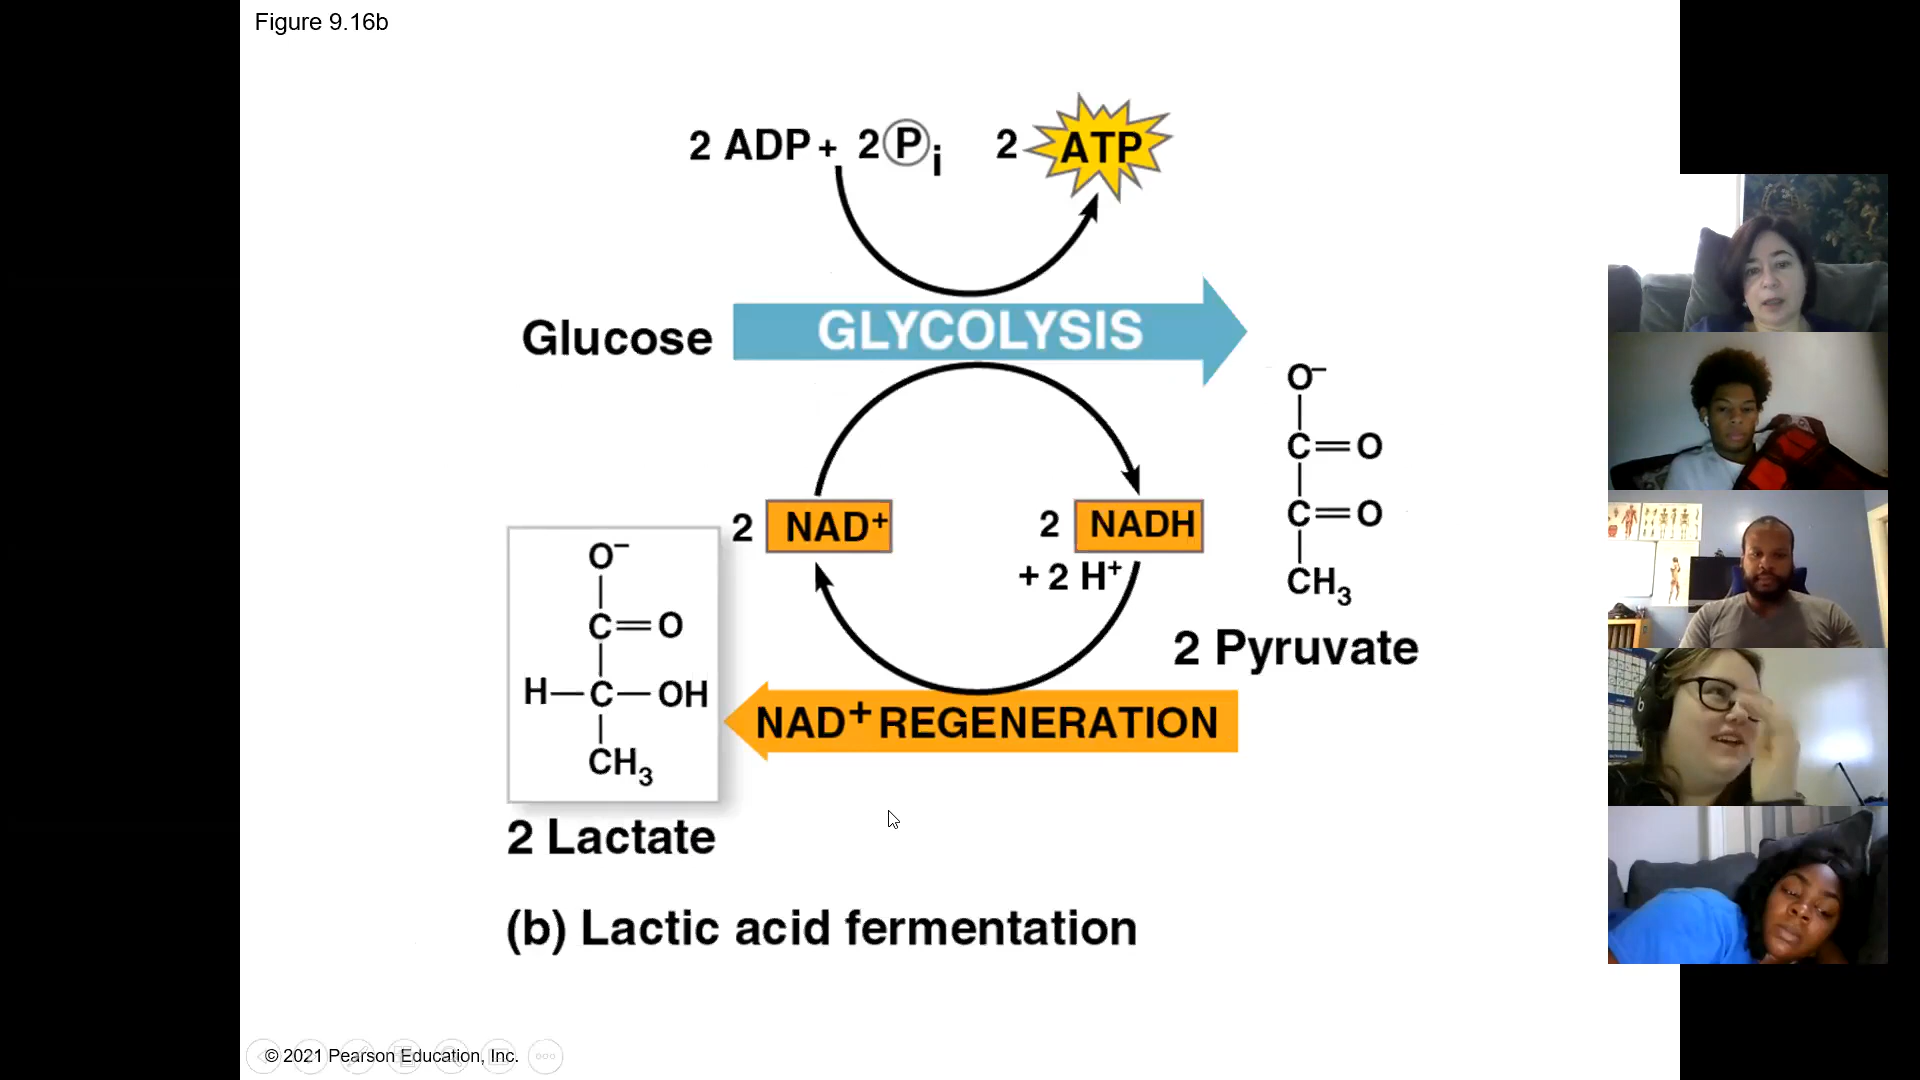 Figure 9.16b
2 ADP + 2 Pi 2 ATP
Glucose GLYCOLYSIS
O⁻
C=O
C=O
CH₃
2 Pyruvate
2 NAD⁺ 2 NADH
+ 2 H⁺
NAD⁺ REGENERATION
O⁻
C=O
H—C—OH
CH₃
2 Lactate
(b) Lactic acid fermentation
© 2021 Pearson Education, Inc.